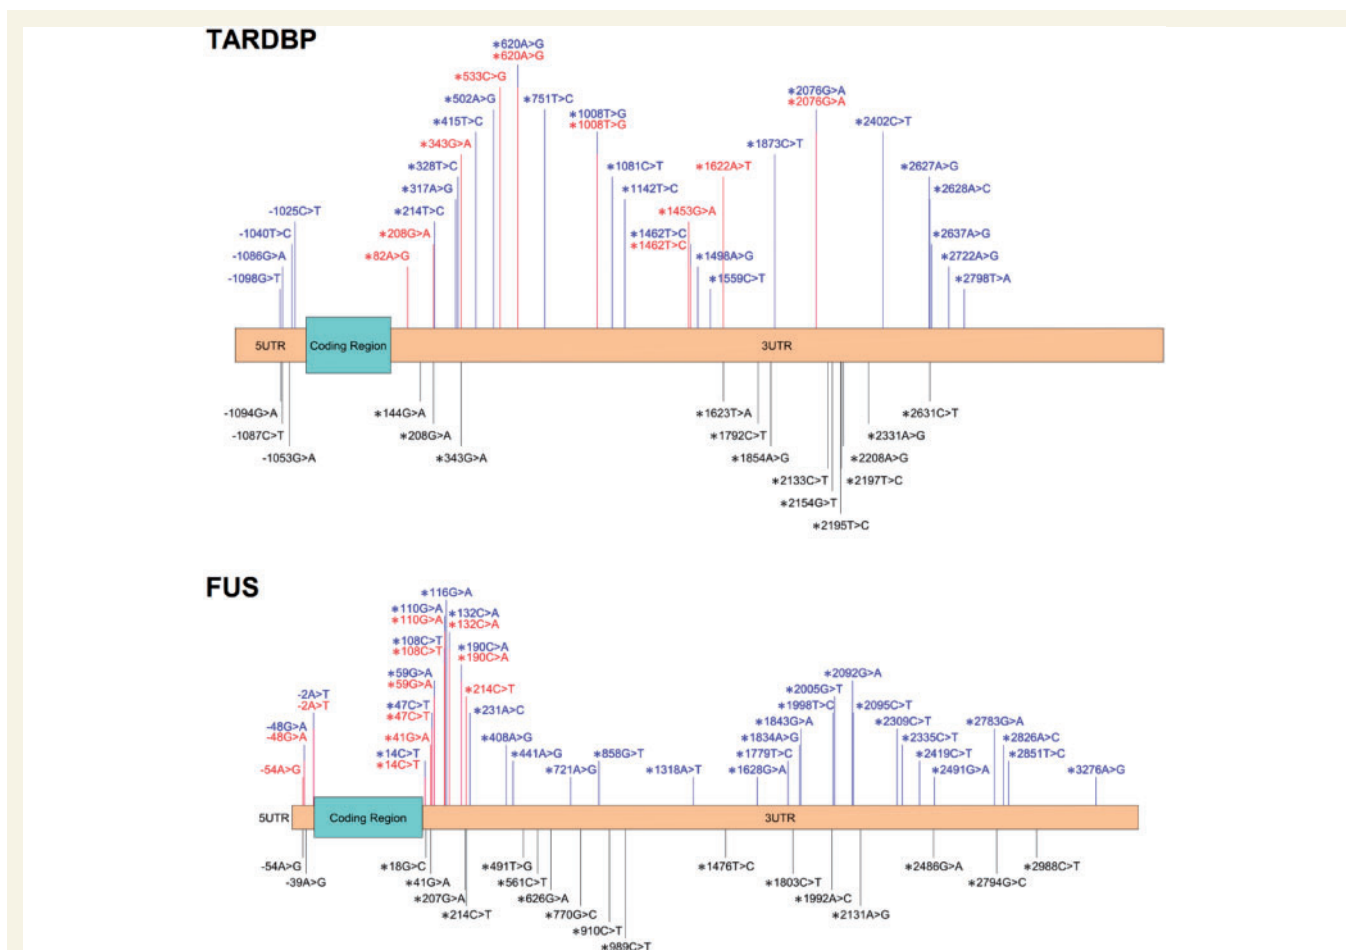 TARDBP
*620A>G
*620A>G
*533C>G
*502A>G
*751T>C
*415T>C
*1008T>G
*1008T>G
*343G>A
*328T>C
*317A>G
*214T>C
*208G>A
*82A>G
-1025C>T
-1040T>C
-1086G>A
-1098G>T
*1081C>T
*1142T>C
*1453G>A
*1462T>C
*1462T>C
*1498A>G
*1559C>T
*1622A>T
*1873C>T
*2076G>A
*2076G>A
*2402C>T
*2627A>G
*2628A>C
*2637A>G
*2722A>G
*2798T>A
5UTR
Coding Region
3UTR
-1094G>A
-1087C>T
-1053G>A
*144G>A
*208G>A
*343G>A
*1623T>A
*1792C>T
*1854A>G
*2133C>T
*2154G>T
*2195T>C
*2197T>C
*2208A>G
*2331A>G
*2631C>T
FUS
*116G>A
*110G>A
*110G>A
*132C>A
*132C>A
*108C>T
*108C>T
*190C>A
*190C>A
*59G>A
*59G>A
*214C>T
*47C>T
*47C>T
*231A>C
*41G>A
*14C>T
*14C>T
-2A>T
-2A>T
-48G>A
-48G>A
-54A>G
*408A>G
*441A>G
*721A>G
*858G>T
*1318A>T
*1628G>A
*1779T>C
*1834A>G
*1843G>A
*1998T>C
*2005G>T
*2092G>A
*2095C>T
*2309C>T
*2335C>T
*2419C>T
*2491G>A
*2783G>A
*2826A>C
*2851T>C
*3276A>G
5UTR
Coding Region
3UTR
-54A>G
-39A>G
*18G>C
*41G>A
*207G>A
*214C>T
*491T>G
*561C>T
*626G>A
*770G>C
*910C>T
*989C>T
*1476T>C
*1803C>T
*1992A>C
*2131A>G
*2486G>A
*2794G>C
*2988C>T